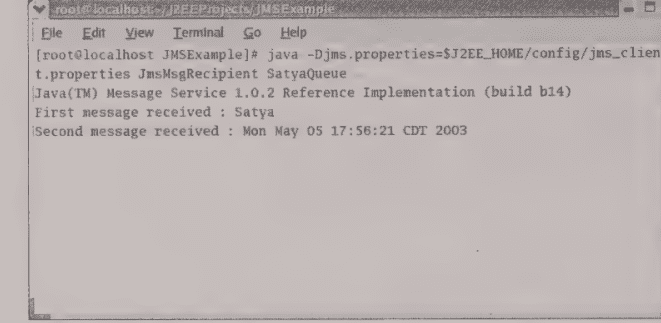 root@localhost:~/J2EEProjects/JMSExample
File Edit View Terminal Go Help
[root@localhost JMSExample]# java -Djms.properties=$J2EE_HOME/config/jms_clien
t.properties JmsMsgRecipient SatyaQueue
Java(TM) Message Service 1.0.2 Reference Implementation (build b14)
First message received : Satya
Second message received : Mon May 05 17:56:21 CDT 2003